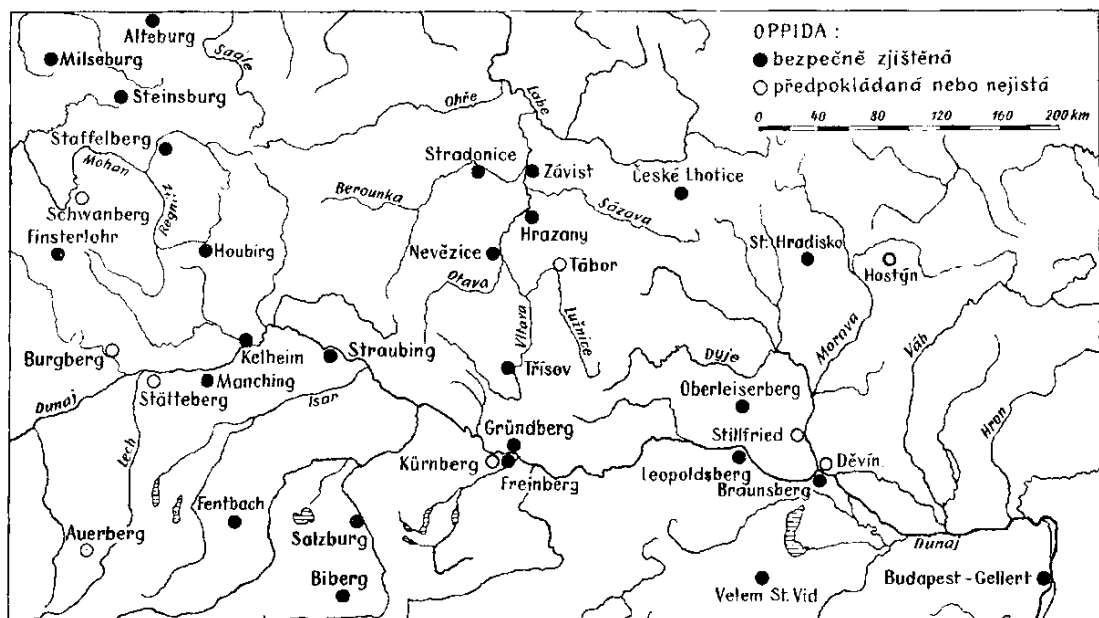 Alteburg
OPPIDA :
Milseburg
Saale
bezpečně zjištěná
Steinsburg
Ohře
Labe
předpokládaná nebo nejistá
0 40 80 120 160 200 km
Staffelberg
Mohan
Stradonice
Závist
České Lhotice
Berounka
Sázava
Schwanberg
Regnitz
Hrazany
Finsterlohr
Houbirg
Nevězice
Tábor
St. Hradisko
Hostýn
Otava
Vltava
Lužnice
Morava
Váh
Burgberg
Kelheim
Straubing
Dyje
Třísov
Manching
Stätteberg
Isar
Oberleiserberg
Dunaj
Hron
Lech
Gründberg
Stillfried
Kürnberg
Děvín
Freinberg
Leopoldsberg
Braunsberg
Fentbach
Auerberg
Salzburg
Dunaj
Biberg
Velem St. Vid
Budapest - Gellert